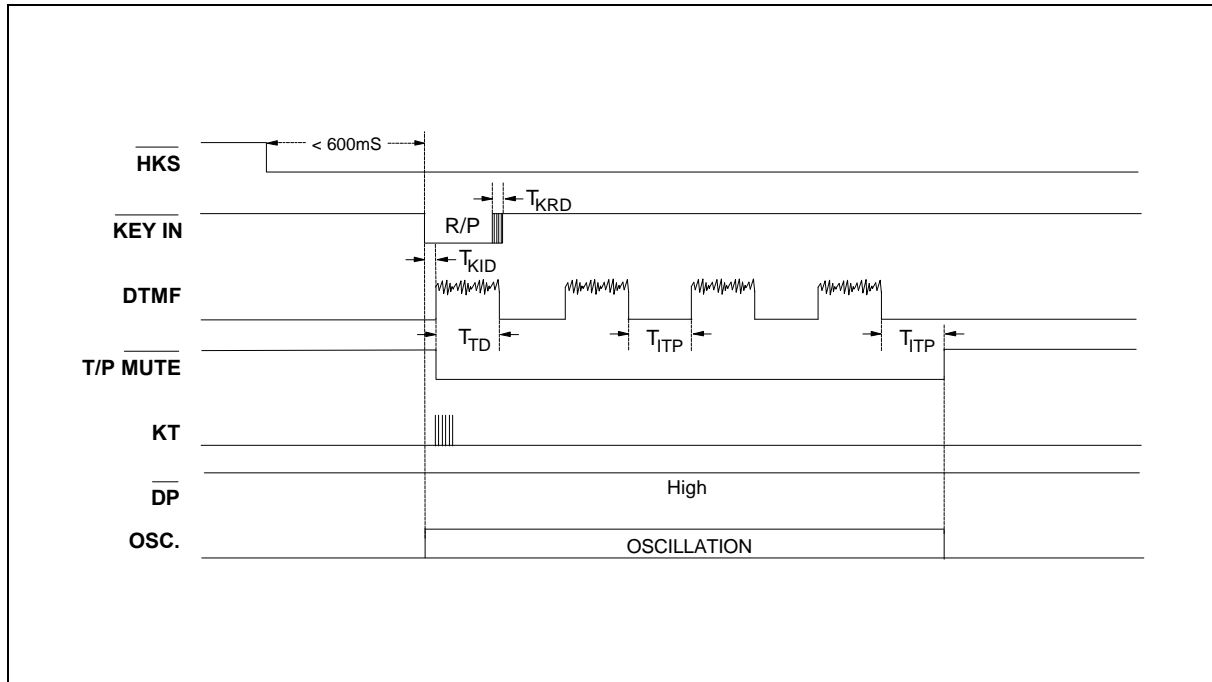 < 600mS
HKS
T_KRD
KEY IN
R/P
T_KID
DTMF
T_TD
T_ITP
T_ITP
T/P MUTE
KT
High
DP
OSC.
OSCILLATION